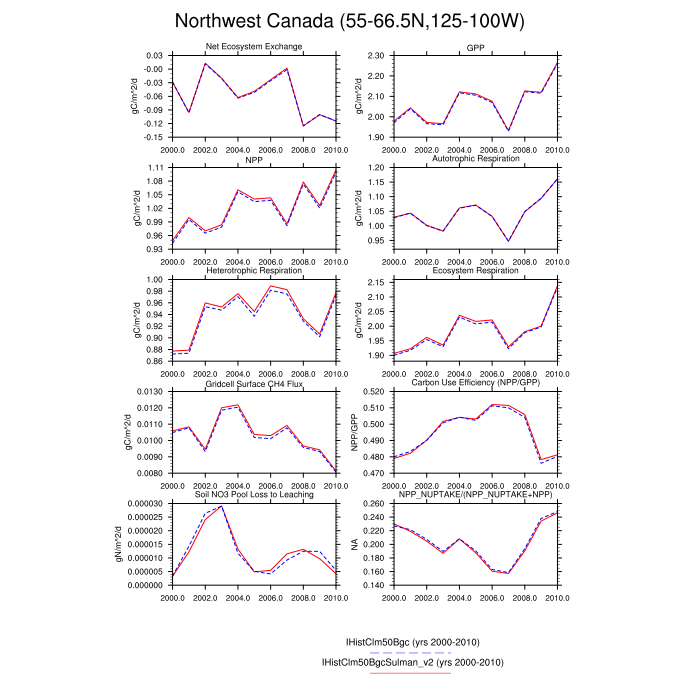 Northwest Canada (55-66.5N,125-100W)
Net Ecosystem Exchange
gC/m^2/d
0.03
-0.00
-0.03
-0.06
-0.09
-0.12
-0.15
2000.0 2002.0 2004.0 2006.0 2008.0 2010.0
GPP
gC/m^2/d
2.30
2.20
2.10
2.00
1.90
2000.0 2002.0 2004.0 2006.0 2008.0 2010.0
NPP
gC/m^2/d
1.11
1.08
1.05
1.02
0.99
0.96
0.93
2000.0 2002.0 2004.0 2006.0 2008.0 2010.0
Autotrophic Respiration
gC/m^2/d
1.20
1.15
1.10
1.05
1.00
0.95
2000.0 2002.0 2004.0 2006.0 2008.0 2010.0
Heterotrophic Respiration
gC/m^2/d
1.00
0.98
0.96
0.94
0.92
0.90
0.88
0.86
2000.0 2002.0 2004.0 2006.0 2008.0 2010.0
Ecosystem Respiration
gC/m^2/d
2.15
2.10
2.05
2.00
1.95
1.90
2000.0 2002.0 2004.0 2006.0 2008.0 2010.0
Gridcell Surface CH4 Flux
gC/m^2/d
0.0130
0.0120
0.0110
0.0100
0.0090
0.0080
2000.0 2002.0 2004.0 2006.0 2008.0 2010.0
Carbon Use Efficiency (NPP/GPP)
NPP/GPP
0.520
0.510
0.500
0.490
0.480
0.470
2000.0 2002.0 2004.0 2006.0 2008.0 2010.0
Soil NO3 Pool Loss to Leaching
gN/m^2/d
0.000030
0.000025
0.000020
0.000015
0.000010
0.000005
0.000000
2000.0 2002.0 2004.0 2006.0 2008.0 2010.0
NPP_NUPTAKE/(NPP_NUPTAKE+NPP)
NA
0.260
0.240
0.220
0.200
0.180
0.160
0.140
2000.0 2002.0 2004.0 2006.0 2008.0 2010.0
IHistClm50Bgc (yrs 2000-2010)
IHistClm50BgcSulman_v2 (yrs 2000-2010)